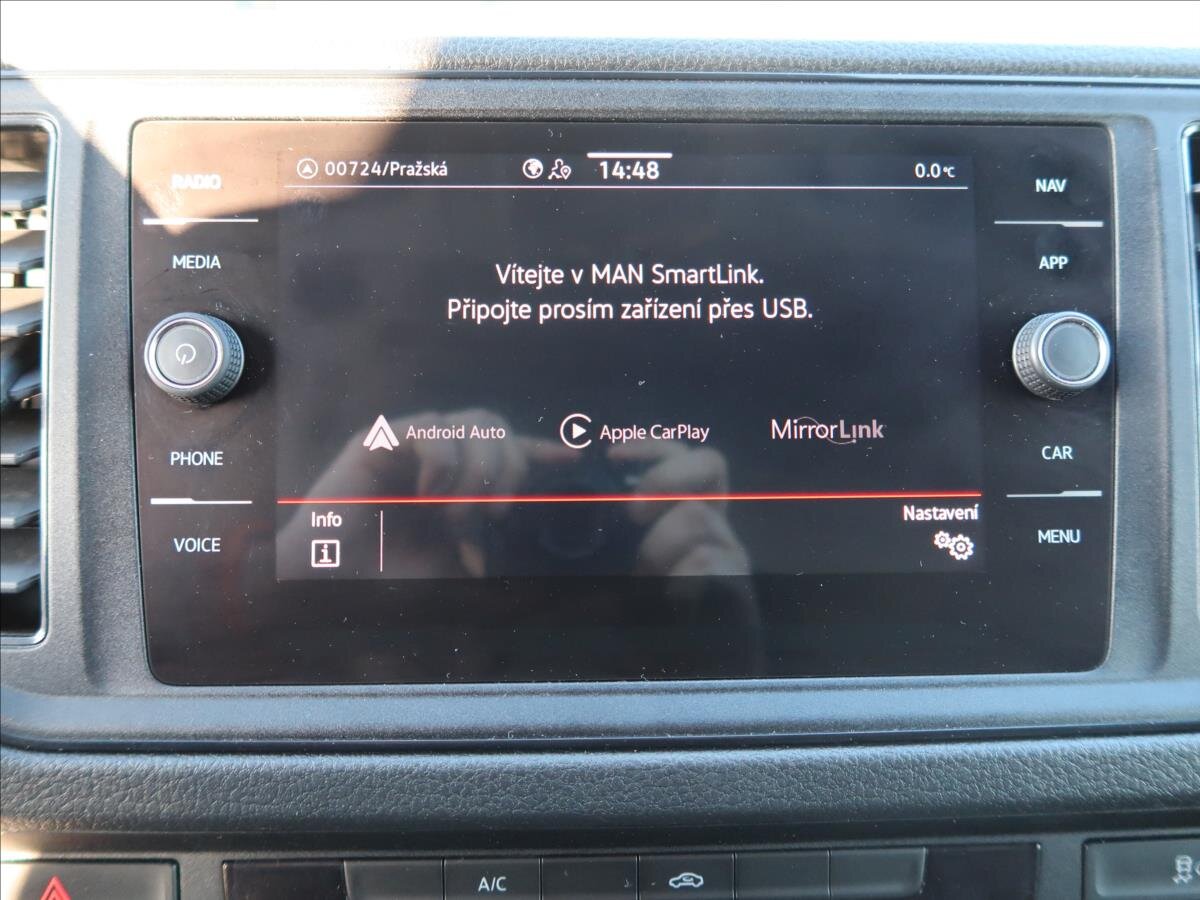 RADIO
MEDIA
PHONE
VOICE
00724/Pražská
14:48
0.0°C
Vítejte v MAN SmartLink.
Připojte prosím zařízení přes USB.
Android Auto
Apple CarPlay
MirrorLink
Info
i
Nastavení
NAV
APP
CAR
MENU
A/C